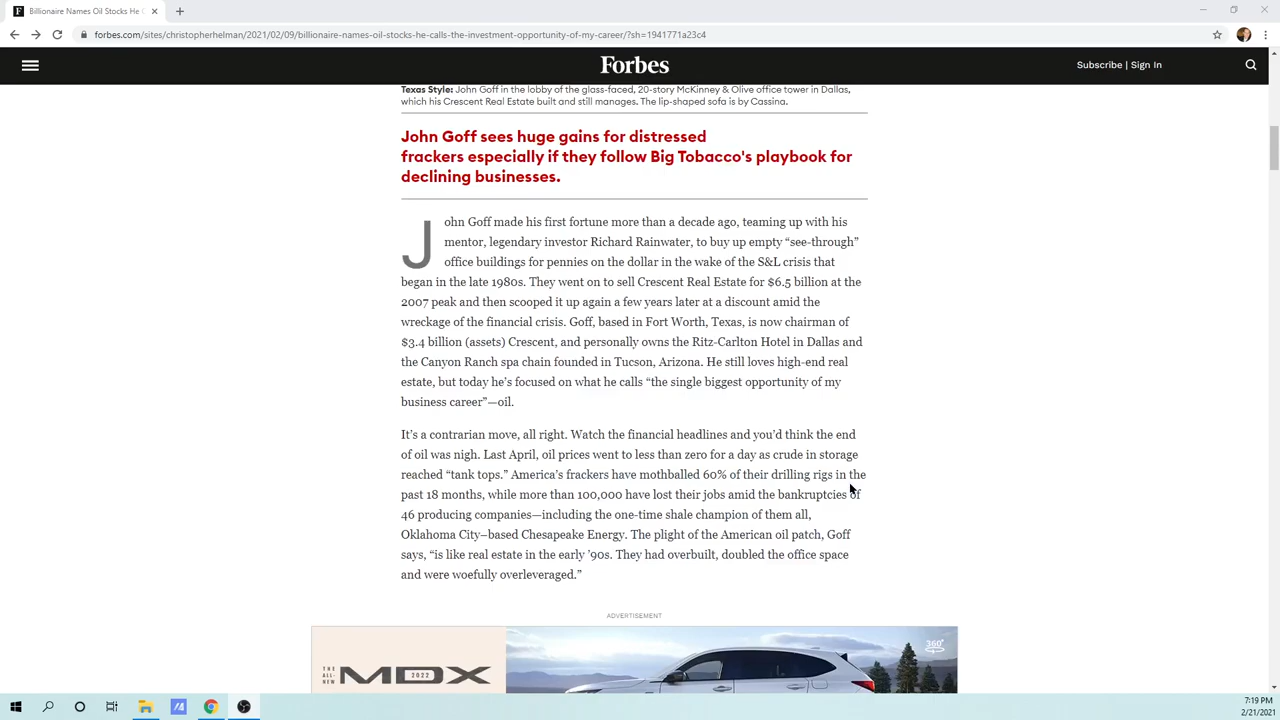 Billionaire Names Oil Stocks He C
forbes.com/sites/christopherhelman/2021/02/09/billionaire-names-oil-stocks-he-calls-the-investment-opportunity-of-my-career/?sh=1941771a23c4
Forbes
Subscribe | Sign In
Texas Style: John Goff in the lobby of the glass-faced, 20-story McKinney & Olive office tower in Dallas,
which his Crescent Real Estate built and still manages. The lip-shaped sofa is by Cassina.
John Goff sees huge gains for distressed
frackers especially if they follow Big Tobacco's playbook for
declining businesses.
John Goff made his first fortune more than a decade ago, teaming up with his
mentor, legendary investor Richard Rainwater, to buy up empty “see-through”
office buildings for pennies on the dollar in the wake of the S&L crisis that
began in the late 1980s. They went on to sell Crescent Real Estate for $6.5 billion at the
2007 peak and then scooped it up again a few years later at a discount amid the
wreckage of the financial crisis. Goff, based in Fort Worth, Texas, is now chairman of
$3.4 billion (assets) Crescent, and personally owns the Ritz-Carlton Hotel in Dallas and
the Canyon Ranch spa chain founded in Tucson, Arizona. He still loves high-end real
estate, but today he’s focused on what he calls “the single biggest opportunity of my
business career”—oil.
It’s a contrarian move, all right. Watch the financial headlines and you’d think the end
of oil was nigh. Last April, oil prices went to less than zero for a day as crude in storage
reached “tank tops.” America’s frackers have mothballed 60% of their drilling rigs in the
past 18 months, while more than 100,000 have lost their jobs amid the bankruptcies of
46 producing companies—including the one-time shale champion of them all,
Oklahoma City–based Chesapeake Energy. The plight of the American oil patch, Goff
says, “is like real estate in the early ’90s. They had overbuilt, doubled the office space
and were woefully overleveraged.”
ADVERTISEMENT
THE ALL-NEW MDX 2022
360°
7:19 PM
2/21/2021